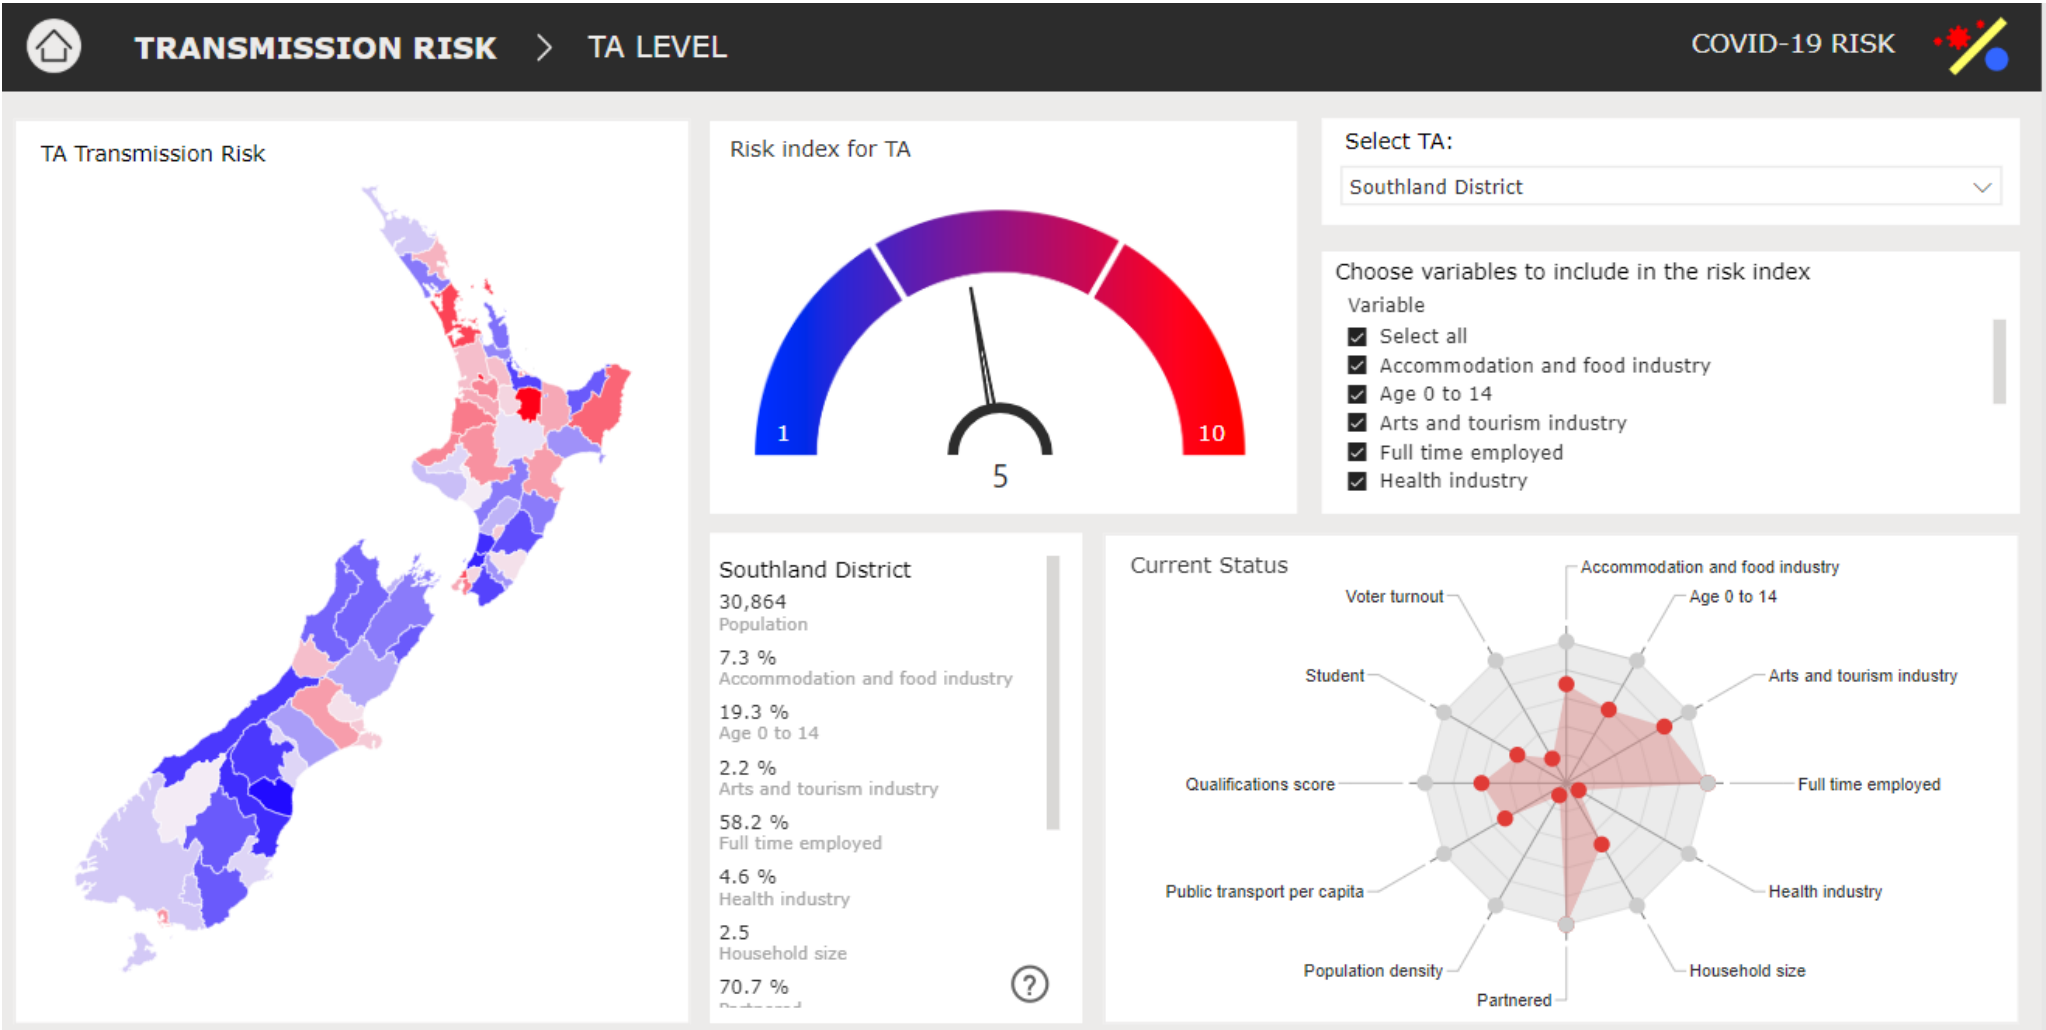 TRANSMISSION RISK > TA LEVEL
COVID-19 RISK
TA Transmission Risk
Risk index for TA
1
10
5
Select TA:
Southland District
Choose variables to include in the risk index
Variable
Select all
Accommodation and food industry
Age 0 to 14
Arts and tourism industry
Full time employed
Health industry
Southland District
30,864
Population
7.3 %
Accommodation and food industry
19.3 %
Age 0 to 14
2.2 %
Arts and tourism industry
58.2 %
Full time employed
4.6 %
Health industry
2.5
Household size
70.7 %
Partnered
?
Current Status
Accommodation and food industry
Voter turnout
Age 0 to 14
Student
Arts and tourism industry
Qualifications score
Full time employed
Public transport per capita
Health industry
Population density
Household size
Partnered